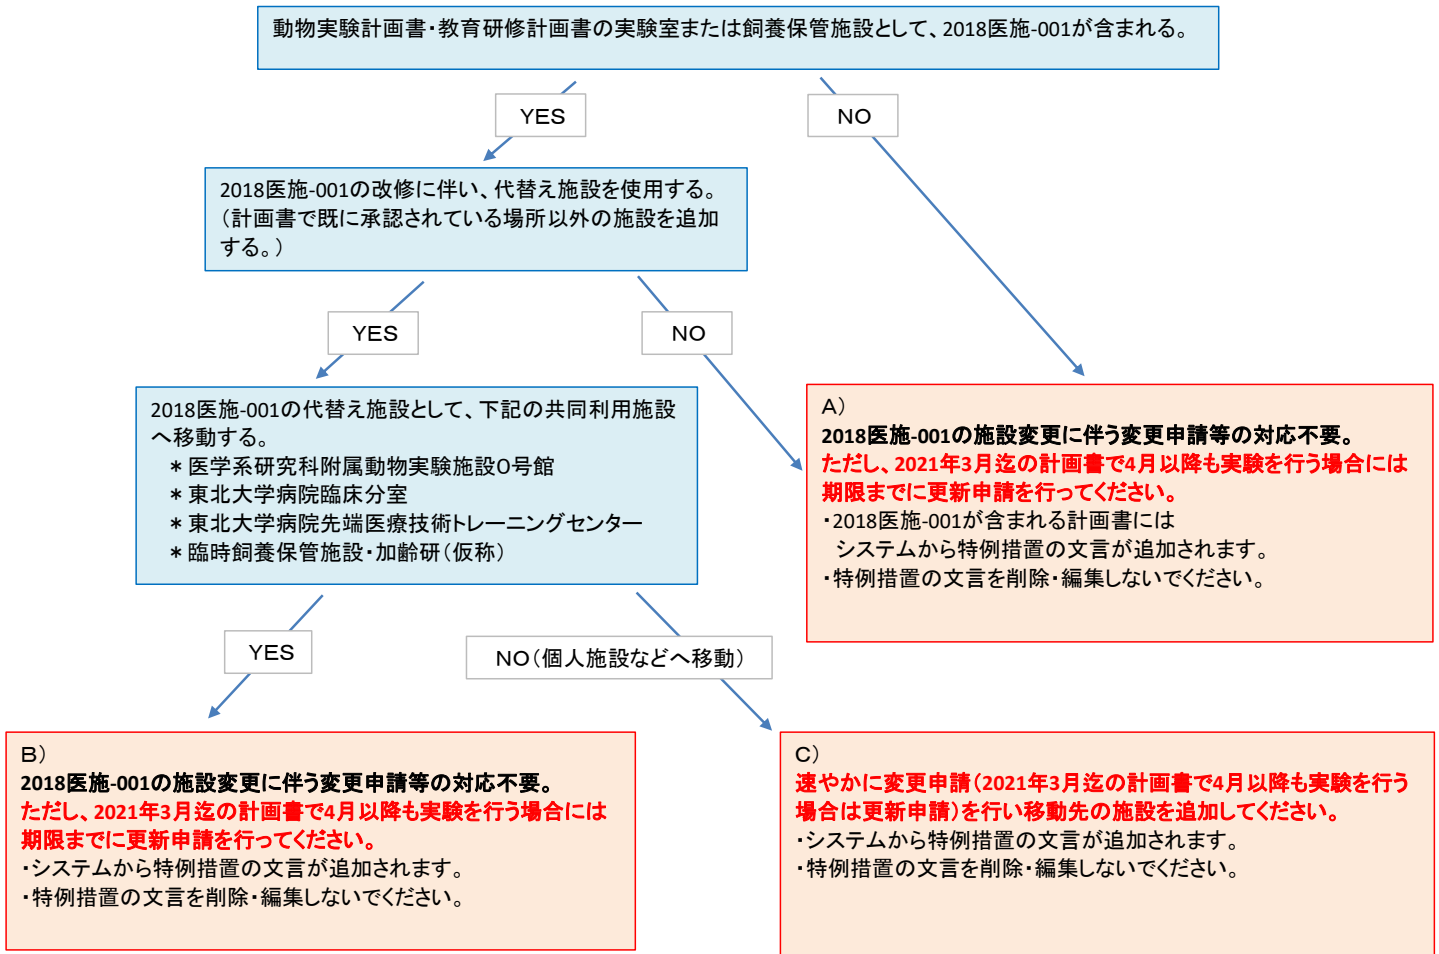 動物実験計画書・教育研修計画書の実験室または飼養保管施設として、2018医施-001が含まれる。
YES
NO
2018医施-001の改修に伴い、代替え施設を使用する。
（計画書で既に承認されている場所以外の施設を追加
する。）
YES
NO
2018医施-001の代替え施設として、下記の共同利用施設
へ移動する。
＊医学系研究科附属動物実験施設O号館
＊東北大学病院臨床分室
＊東北大学病院先端医療技術トレーニングセンター
＊臨時飼養保管施設・加齢研（仮称）
A）
2018医施-001の施設変更に伴う変更申請等の対応不要。
ただし、2021年3月迄の計画書で4月以降も実験を行う場合には
期限までに更新申請を行ってください。
・2018医施-001が含まれる計画書には
システムから特例措置の文言が追加されます。
・特例措置の文言を削除・編集しないでください。
YES
NO（個人施設などへ移動）
B）
2018医施-001の施設変更に伴う変更申請等の対応不要。
ただし、2021年3月迄の計画書で4月以降も実験を行う場合には
期限までに更新申請を行ってください。
・システムから特例措置の文言が追加されます。
・特例措置の文言を削除・編集しないでください。
C）
速やかに変更申請（2021年3月迄の計画書で4月以降も実験を行う
場合は更新申請）を行い移動先の施設を追加してください。
・システムから特例措置の文言が追加されます。
・特例措置の文言を削除・編集しないでください。